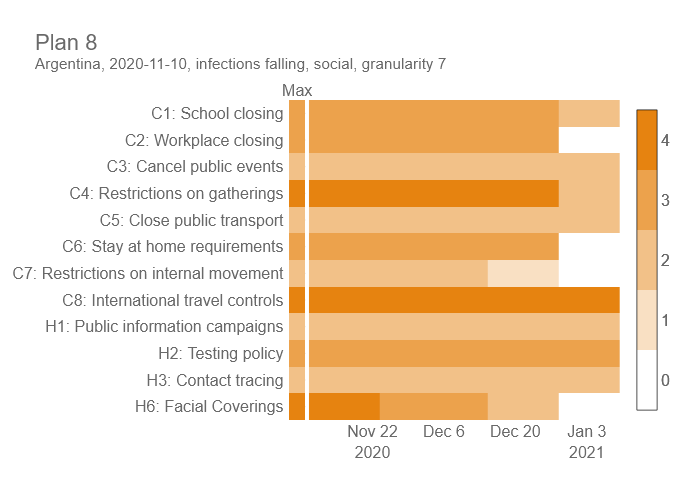 Plan 8
Argentina, 2020-11-10, infections falling, social, granularity 7
Max
C1: School closing
C2: Workplace closing
C3: Cancel public events
C4: Restrictions on gatherings
C5: Close public transport
C6: Stay at home requirements
C7: Restrictions on internal movement
C8: International travel controls
H1: Public information campaigns
H2: Testing policy
H3: Contact tracing
H6: Facial Coverings
Nov 22 Dec 6 Dec 20 Jan 3
2020 2021
4
3
2
1
0